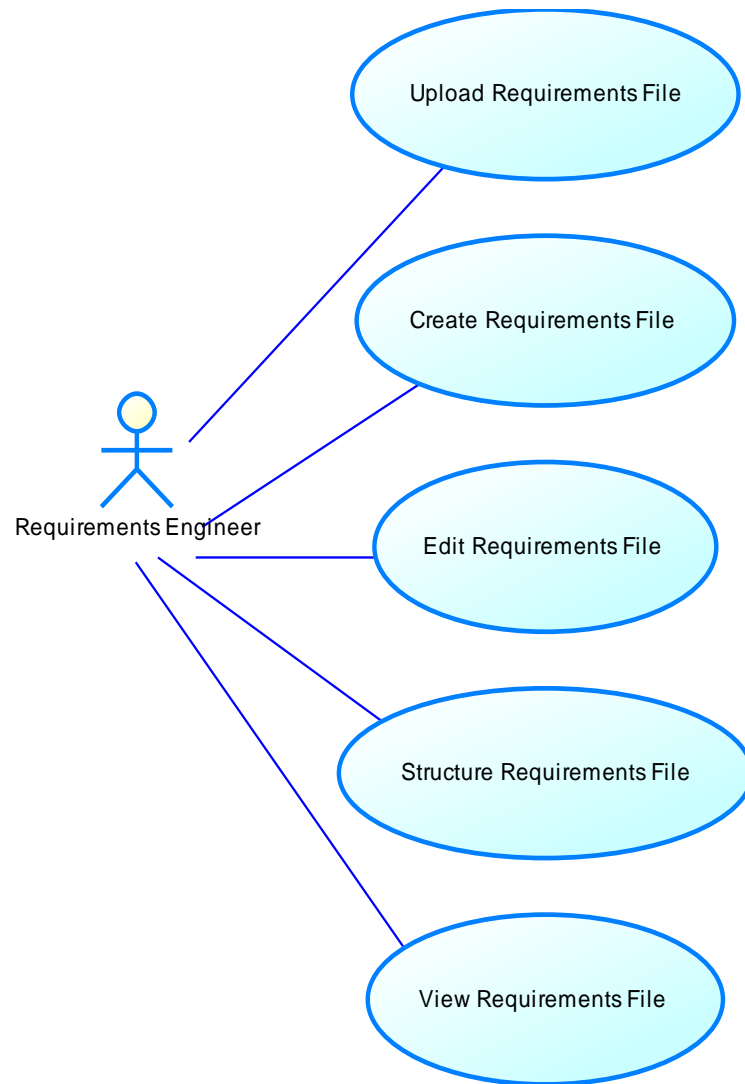 Upload Requirements File
Create Requirements File
Requirements Engineer
Edit Requirements File
Structure Requirements File
View Requirements File